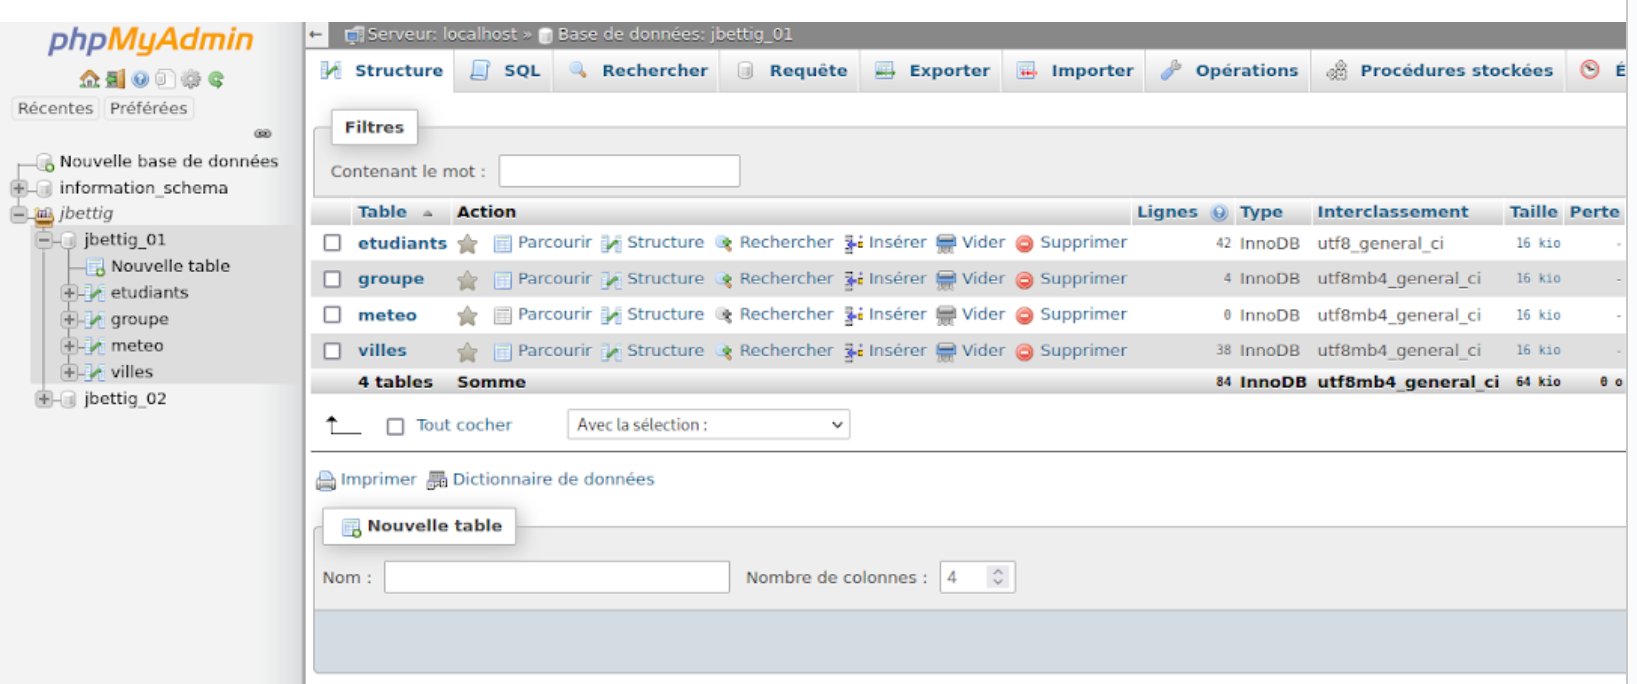 phpMyAdmin
Récentes Préférées
Nouvelle base de données
information_schema
jbettig
jbettig_01
Nouvelle table
etudiants
groupe
meteo
villes
jbettig_02
Serveur: localhost » Base de données: jbettig_01
Structure SQL Rechercher Requête Exporter Importer Opérations Procédures stockées É
Filtres
Contenant le mot :
Table Action Lignes Type Interclassement Taille Perte
etudiants Parcourir Structure Rechercher Insérer Vider Supprimer 42 InnoDB utf8_general_ci 16 kio -
groupe Parcourir Structure Rechercher Insérer Vider Supprimer 4 InnoDB utf8mb4_general_ci 16 kio -
meteo Parcourir Structure Rechercher Insérer Vider Supprimer 0 InnoDB utf8mb4_general_ci 16 kio -
villes Parcourir Structure Rechercher Insérer Vider Supprimer 38 InnoDB utf8mb4_general_ci 16 kio -
4 tables Somme 84 InnoDB utf8mb4_general_ci 64 kio 0 o
Tout cocher Avec la sélection :
Imprimer Dictionnaire de données
Nouvelle table
Nom : Nombre de colonnes : 4